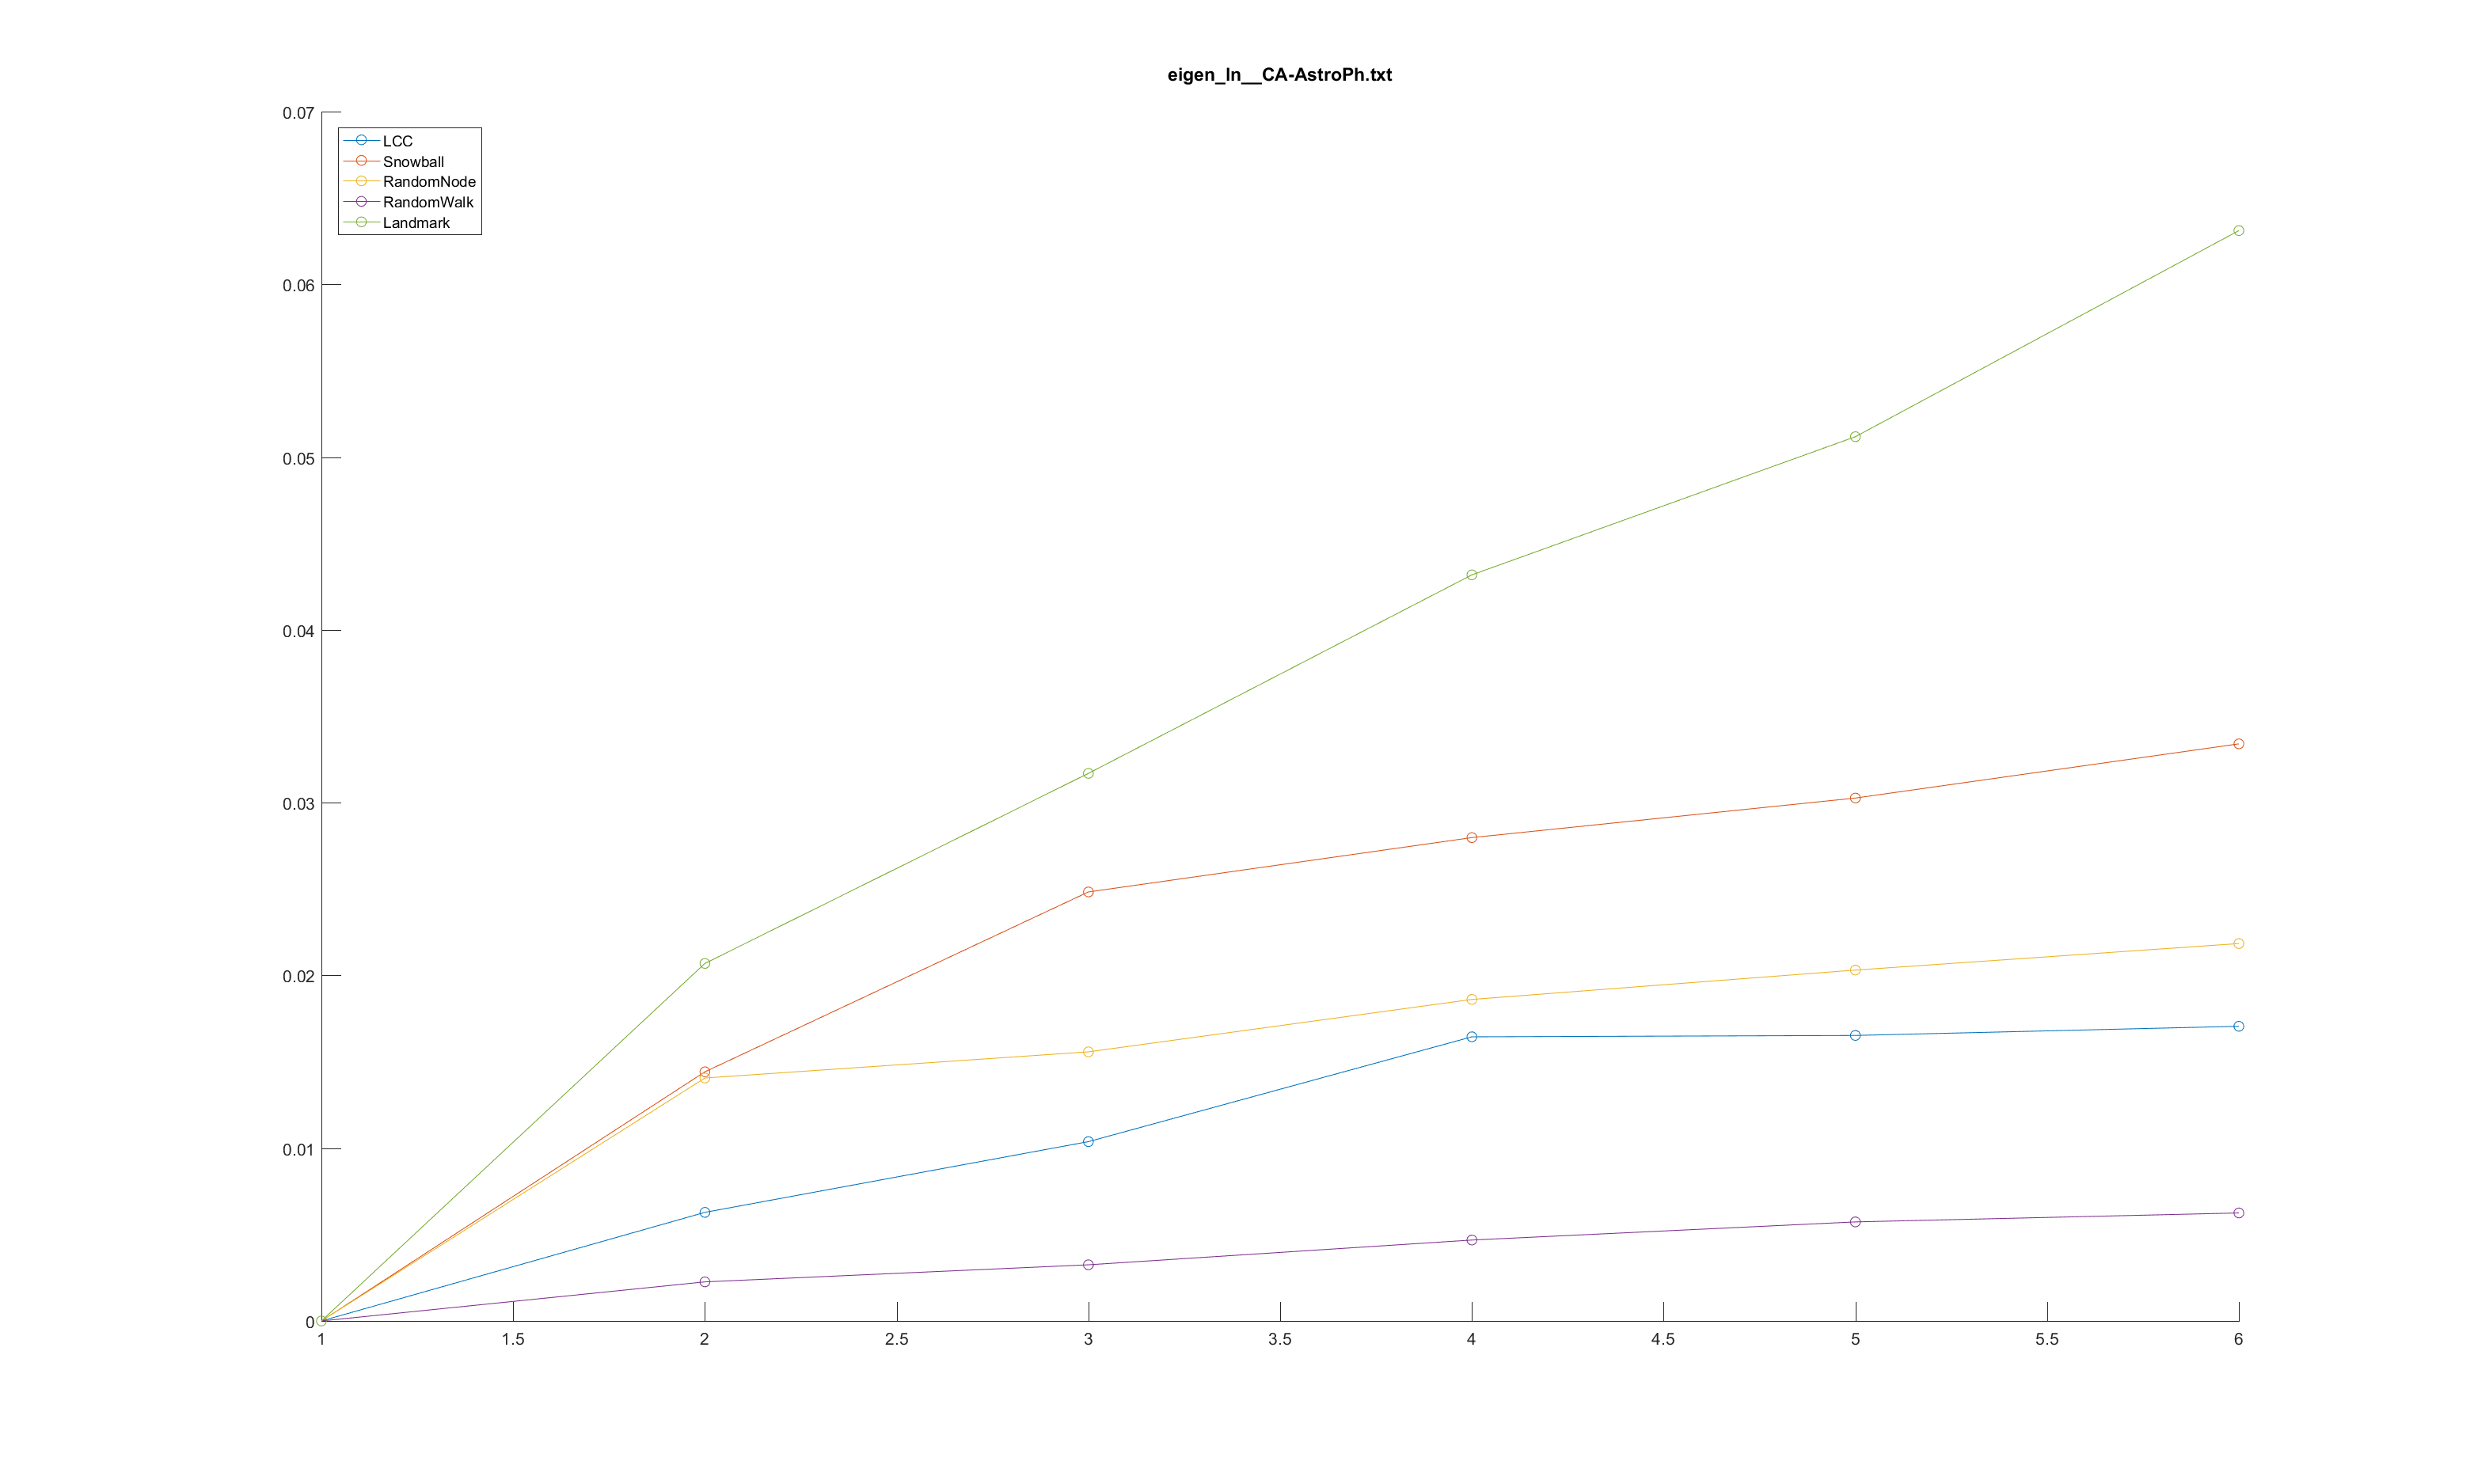 eigen_ln__CA-AstroPh.txt
0.07
LCC
Snowball
RandomNode
RandomWalk
Landmark
0.06
0.05
0.04
0.03
0.02
0.01
0
1 1.5 2 2.5 3 3.5 4 4.5 5 5.5 6